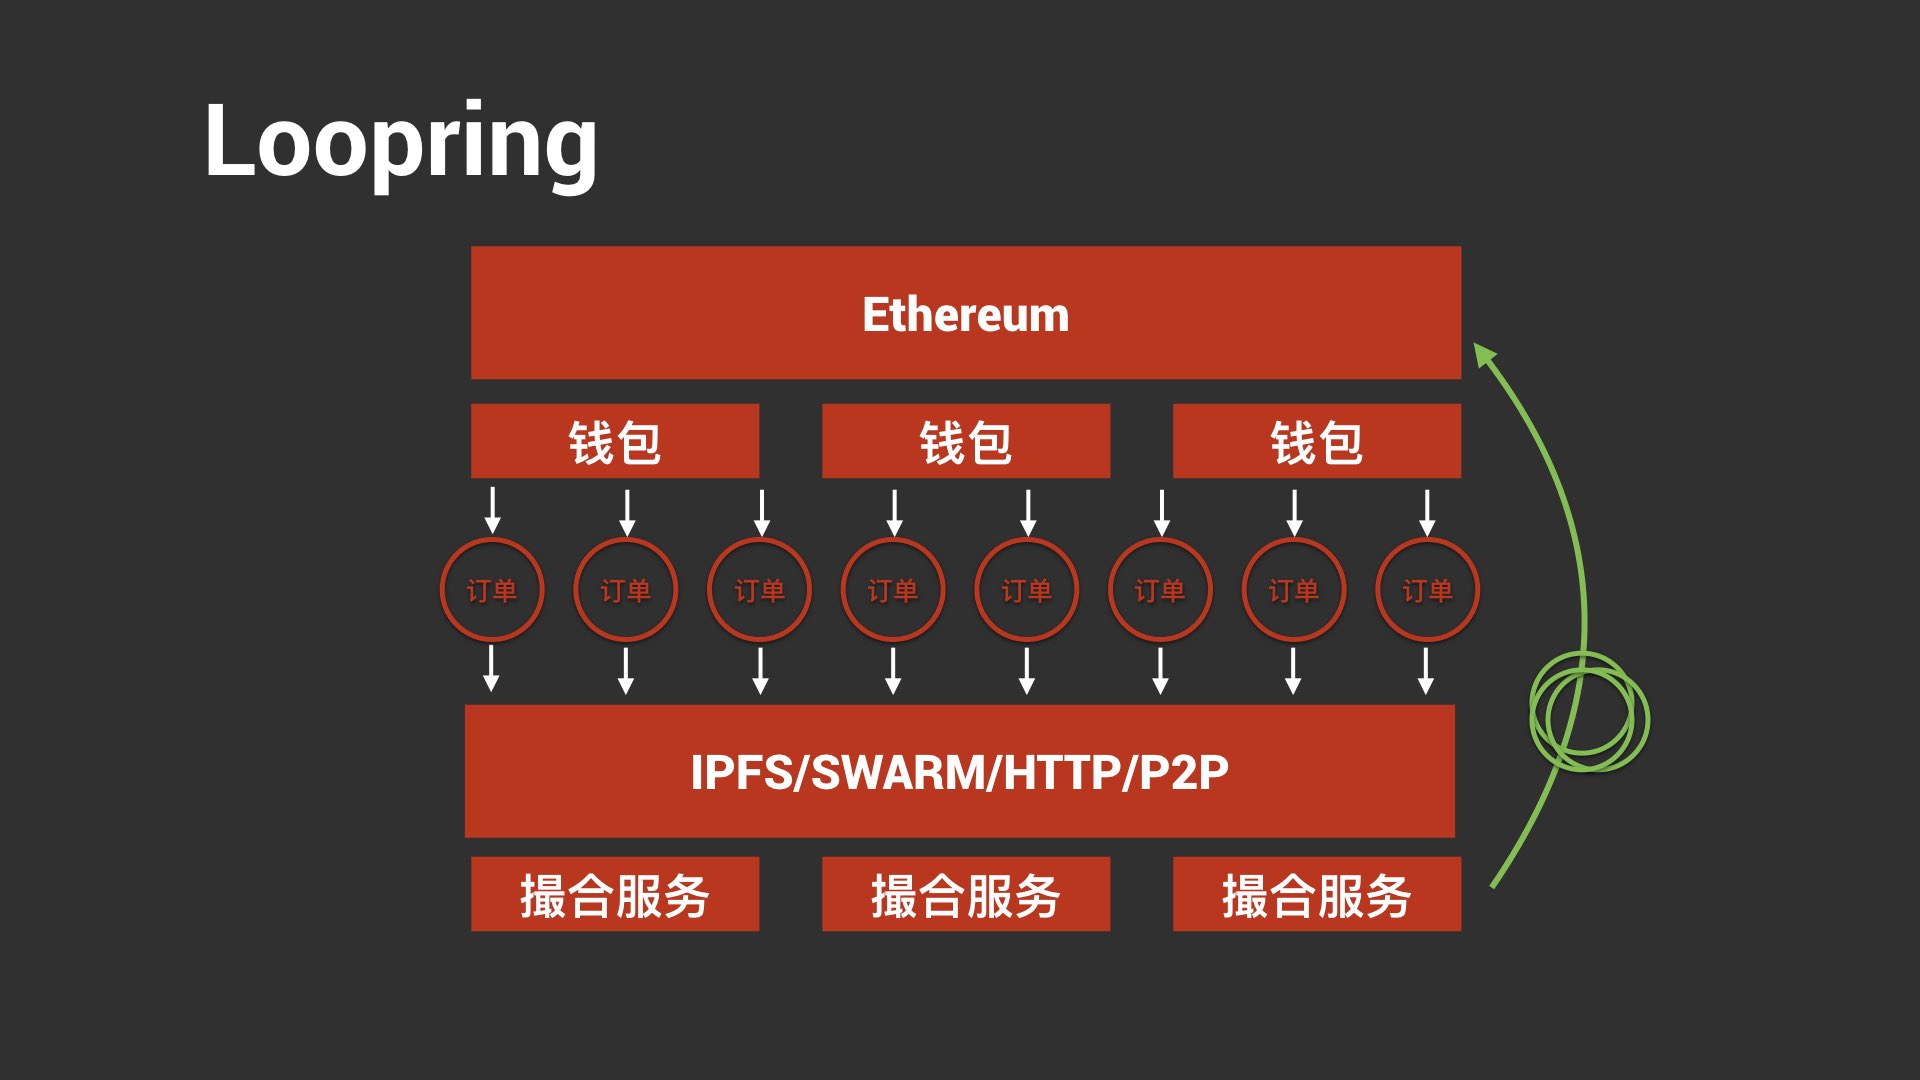 Loopring
Ethereum
钱包 钱包 钱包
订单 订单 订单 订单 订单 订单 订单 订单
IPFS/SWARM/HTTP/P2P
撮合服务 撮合服务 撮合服务